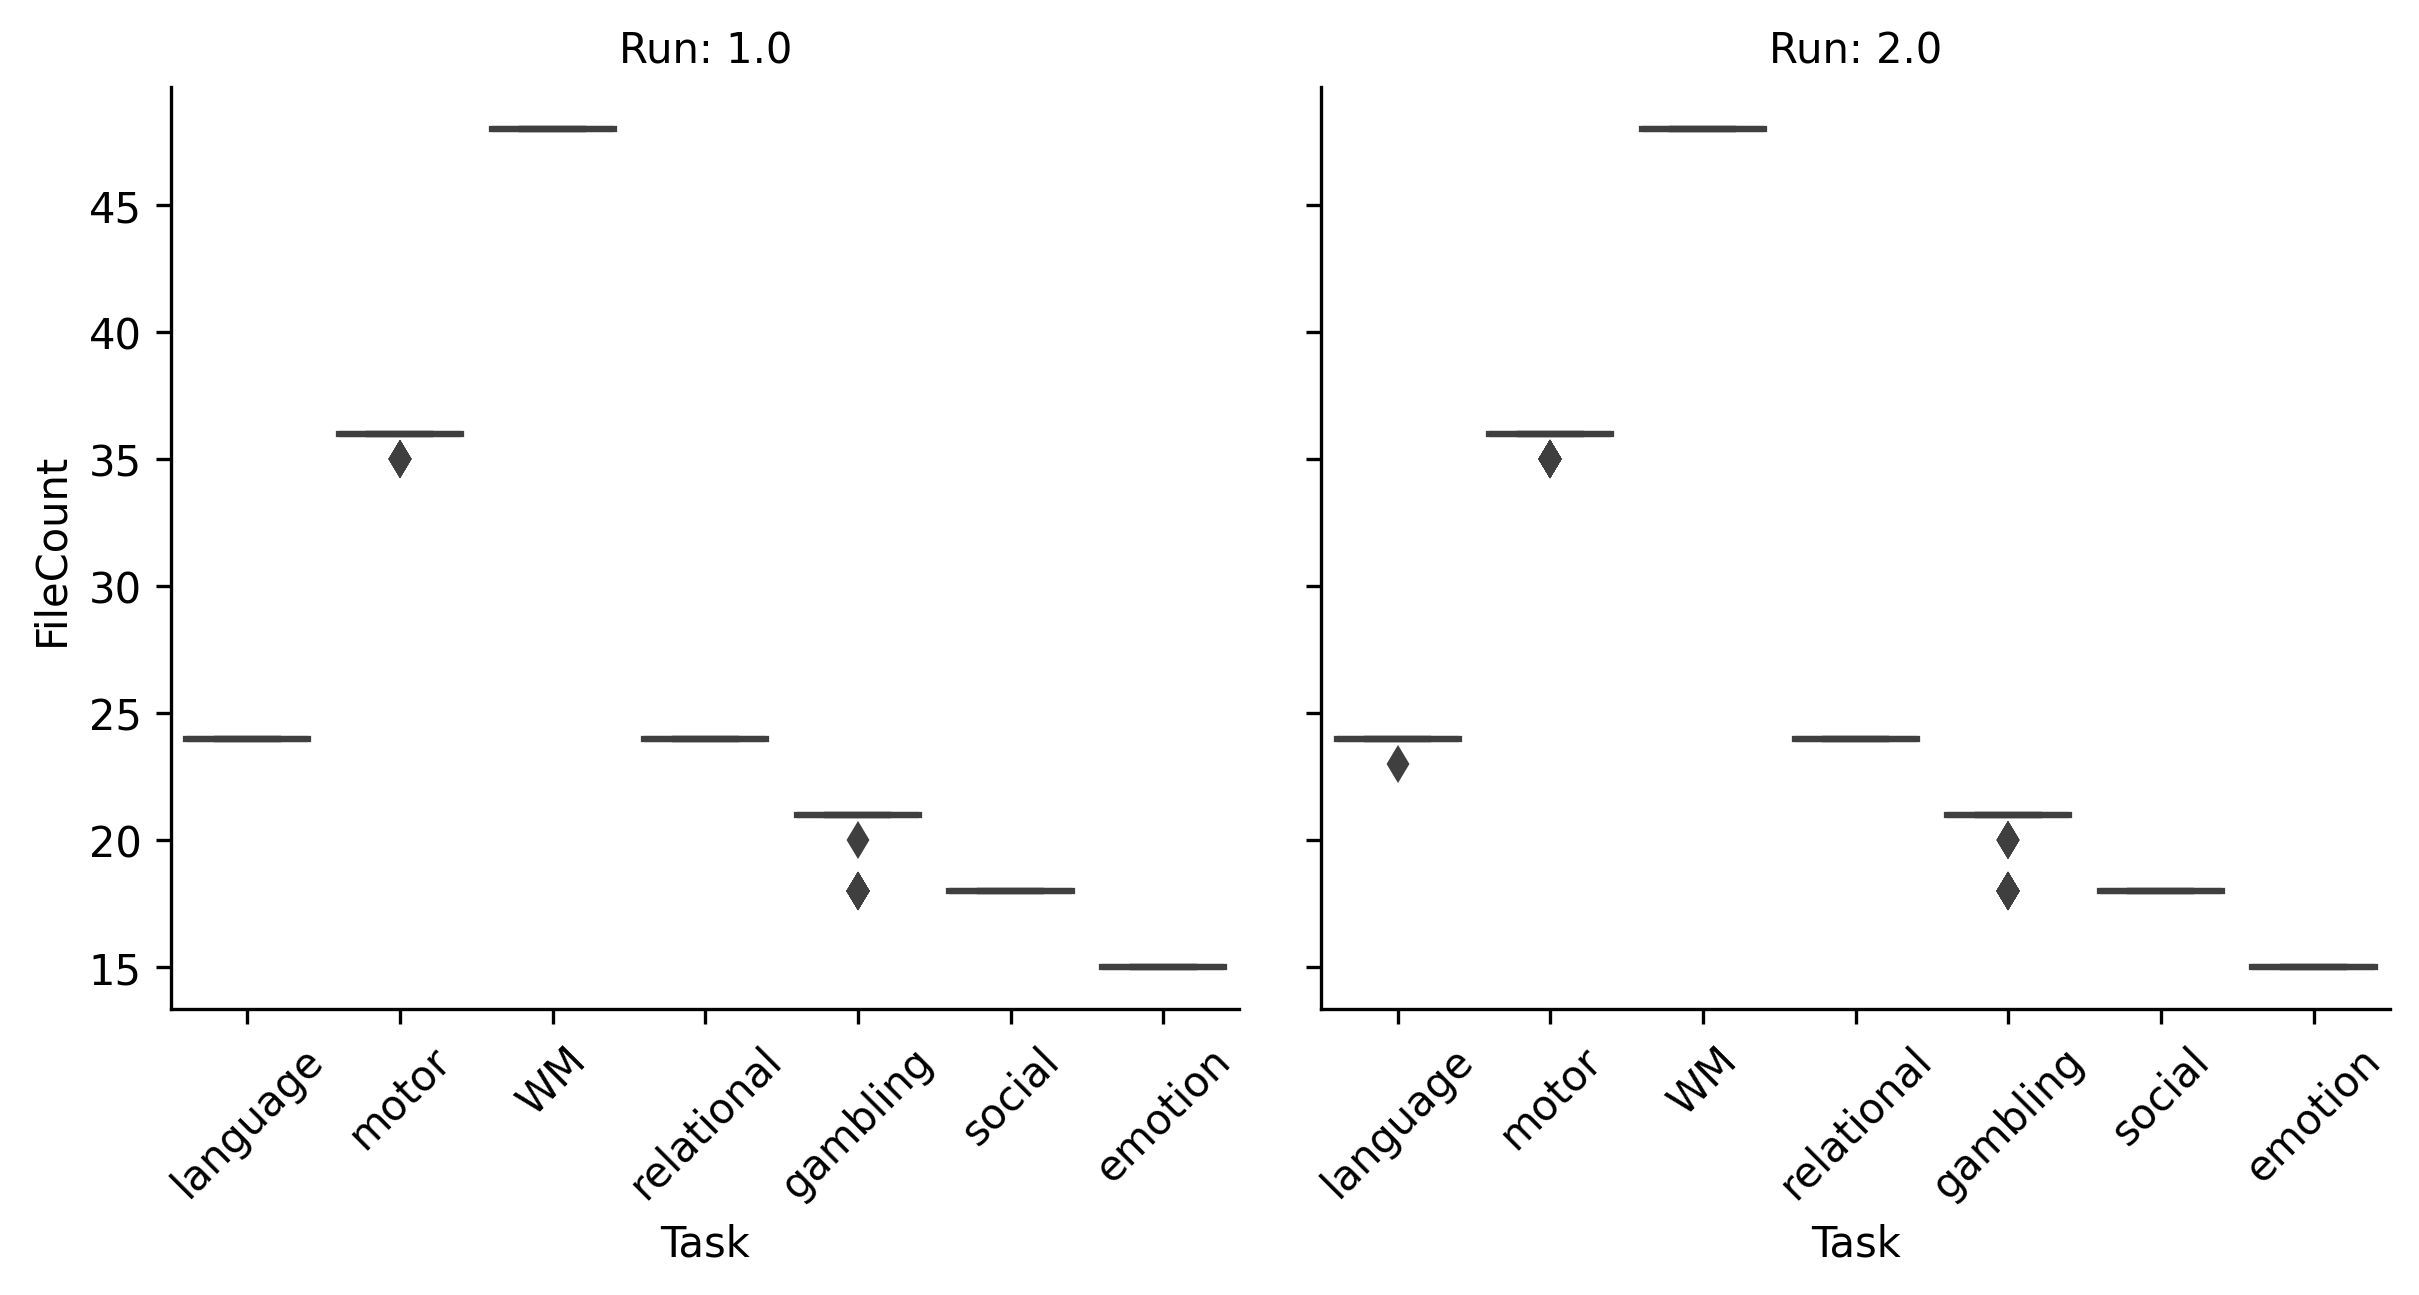 Run: 1.0
Run: 2.0
FileCount
45
40
35
30
25
20
15
language
motor
WM
relational
gambling
social
emotion
language
motor
WM
relational
gambling
social
emotion
Task
Task